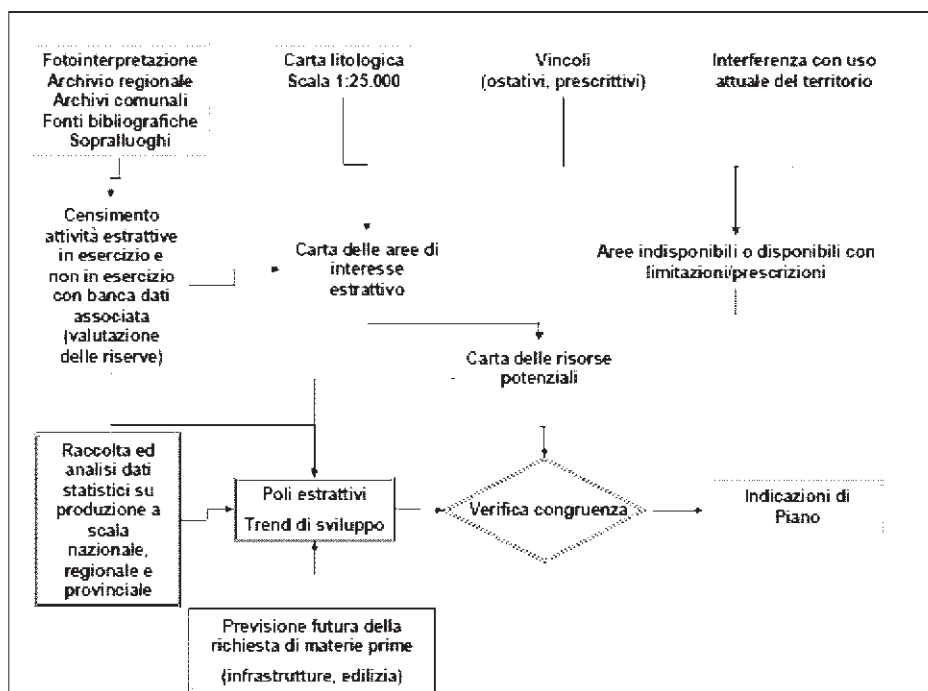 Fotointerpretazione
Archivio regionale
Archivi comunali
Fonti bibliografiche
Sopralluoghi
Carta litologica
Scala 1:25.000
Vincoli
(ostativi, prescrittivi)
Interferenza con uso
attuale del territorio
Censimento
attività estrattive
in esercizio e
non in esercizio
con banca dati
associata
(valutazione
delle riserve)
Carta delle aree di
interesse
estrattivo
Aree indisponibili o disponibili con
limitazioni/prescrizioni
Carta delle risorse
potenziali
Raccolta ed
analisi dati
statistici su
produzione a
scala
nazionale,
regionale e
provinciale
Poli estrattivi
Trend di sviluppo
Verifica congruenza
Indicazioni di
Piano
Previsione futura della
richiesta di materie prime
(infrastrutture, edilizia)